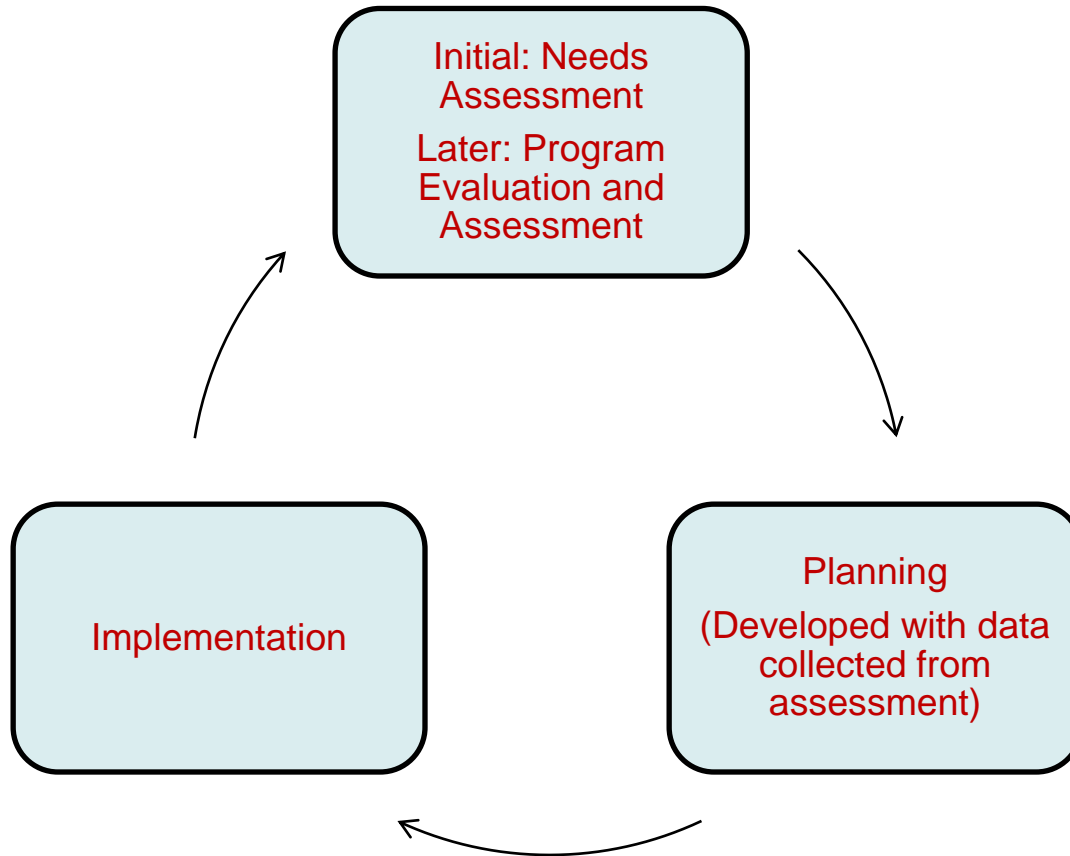 Initial: Needs
Assessment
Later: Program
Evaluation and
Assessment
Implementation
Planning
(Developed with data
collected from
assessment)